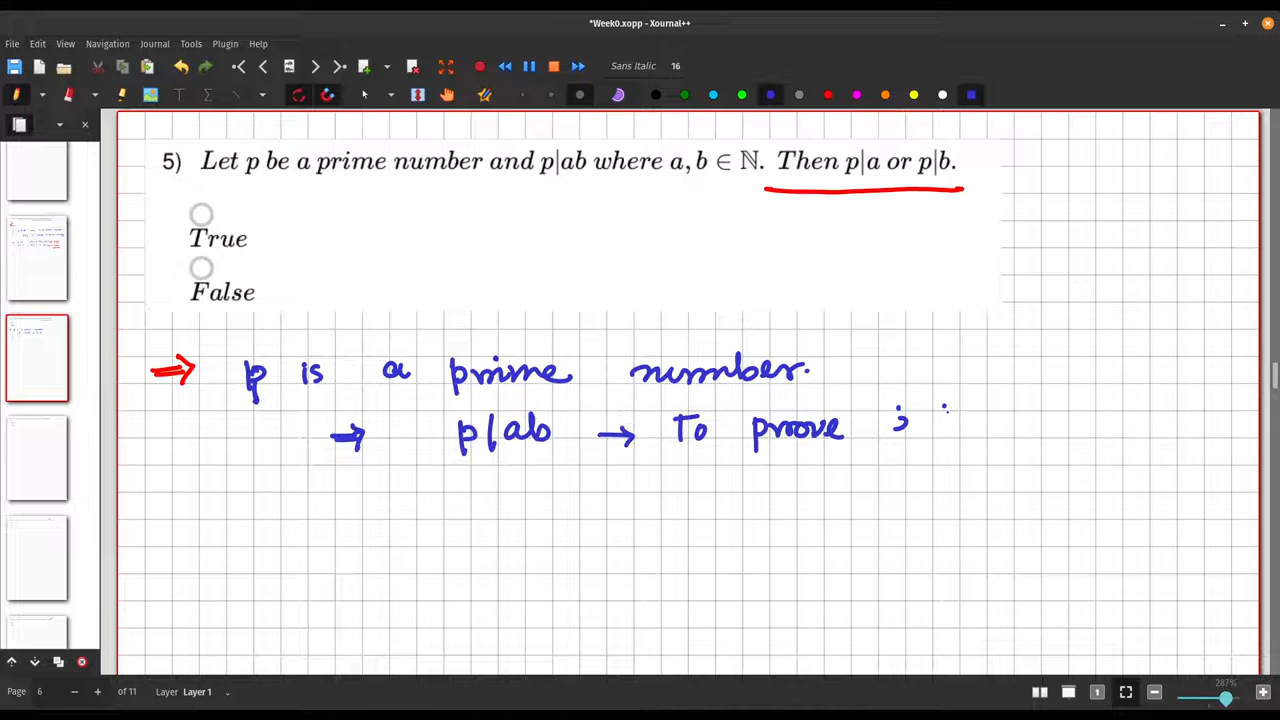 *Week0.xopp - Xournal++
File Edit View Navigation Journal Tools Plugin Help
Sans Italic 16
5) Let p be a prime number and p|ab where a, b ∈ ℕ. Then p|a or p|b.
True
False
⇒ p is a prime number.
→ p|ab → To prove ;
Page 6 of 11 Layer Layer 1 287%